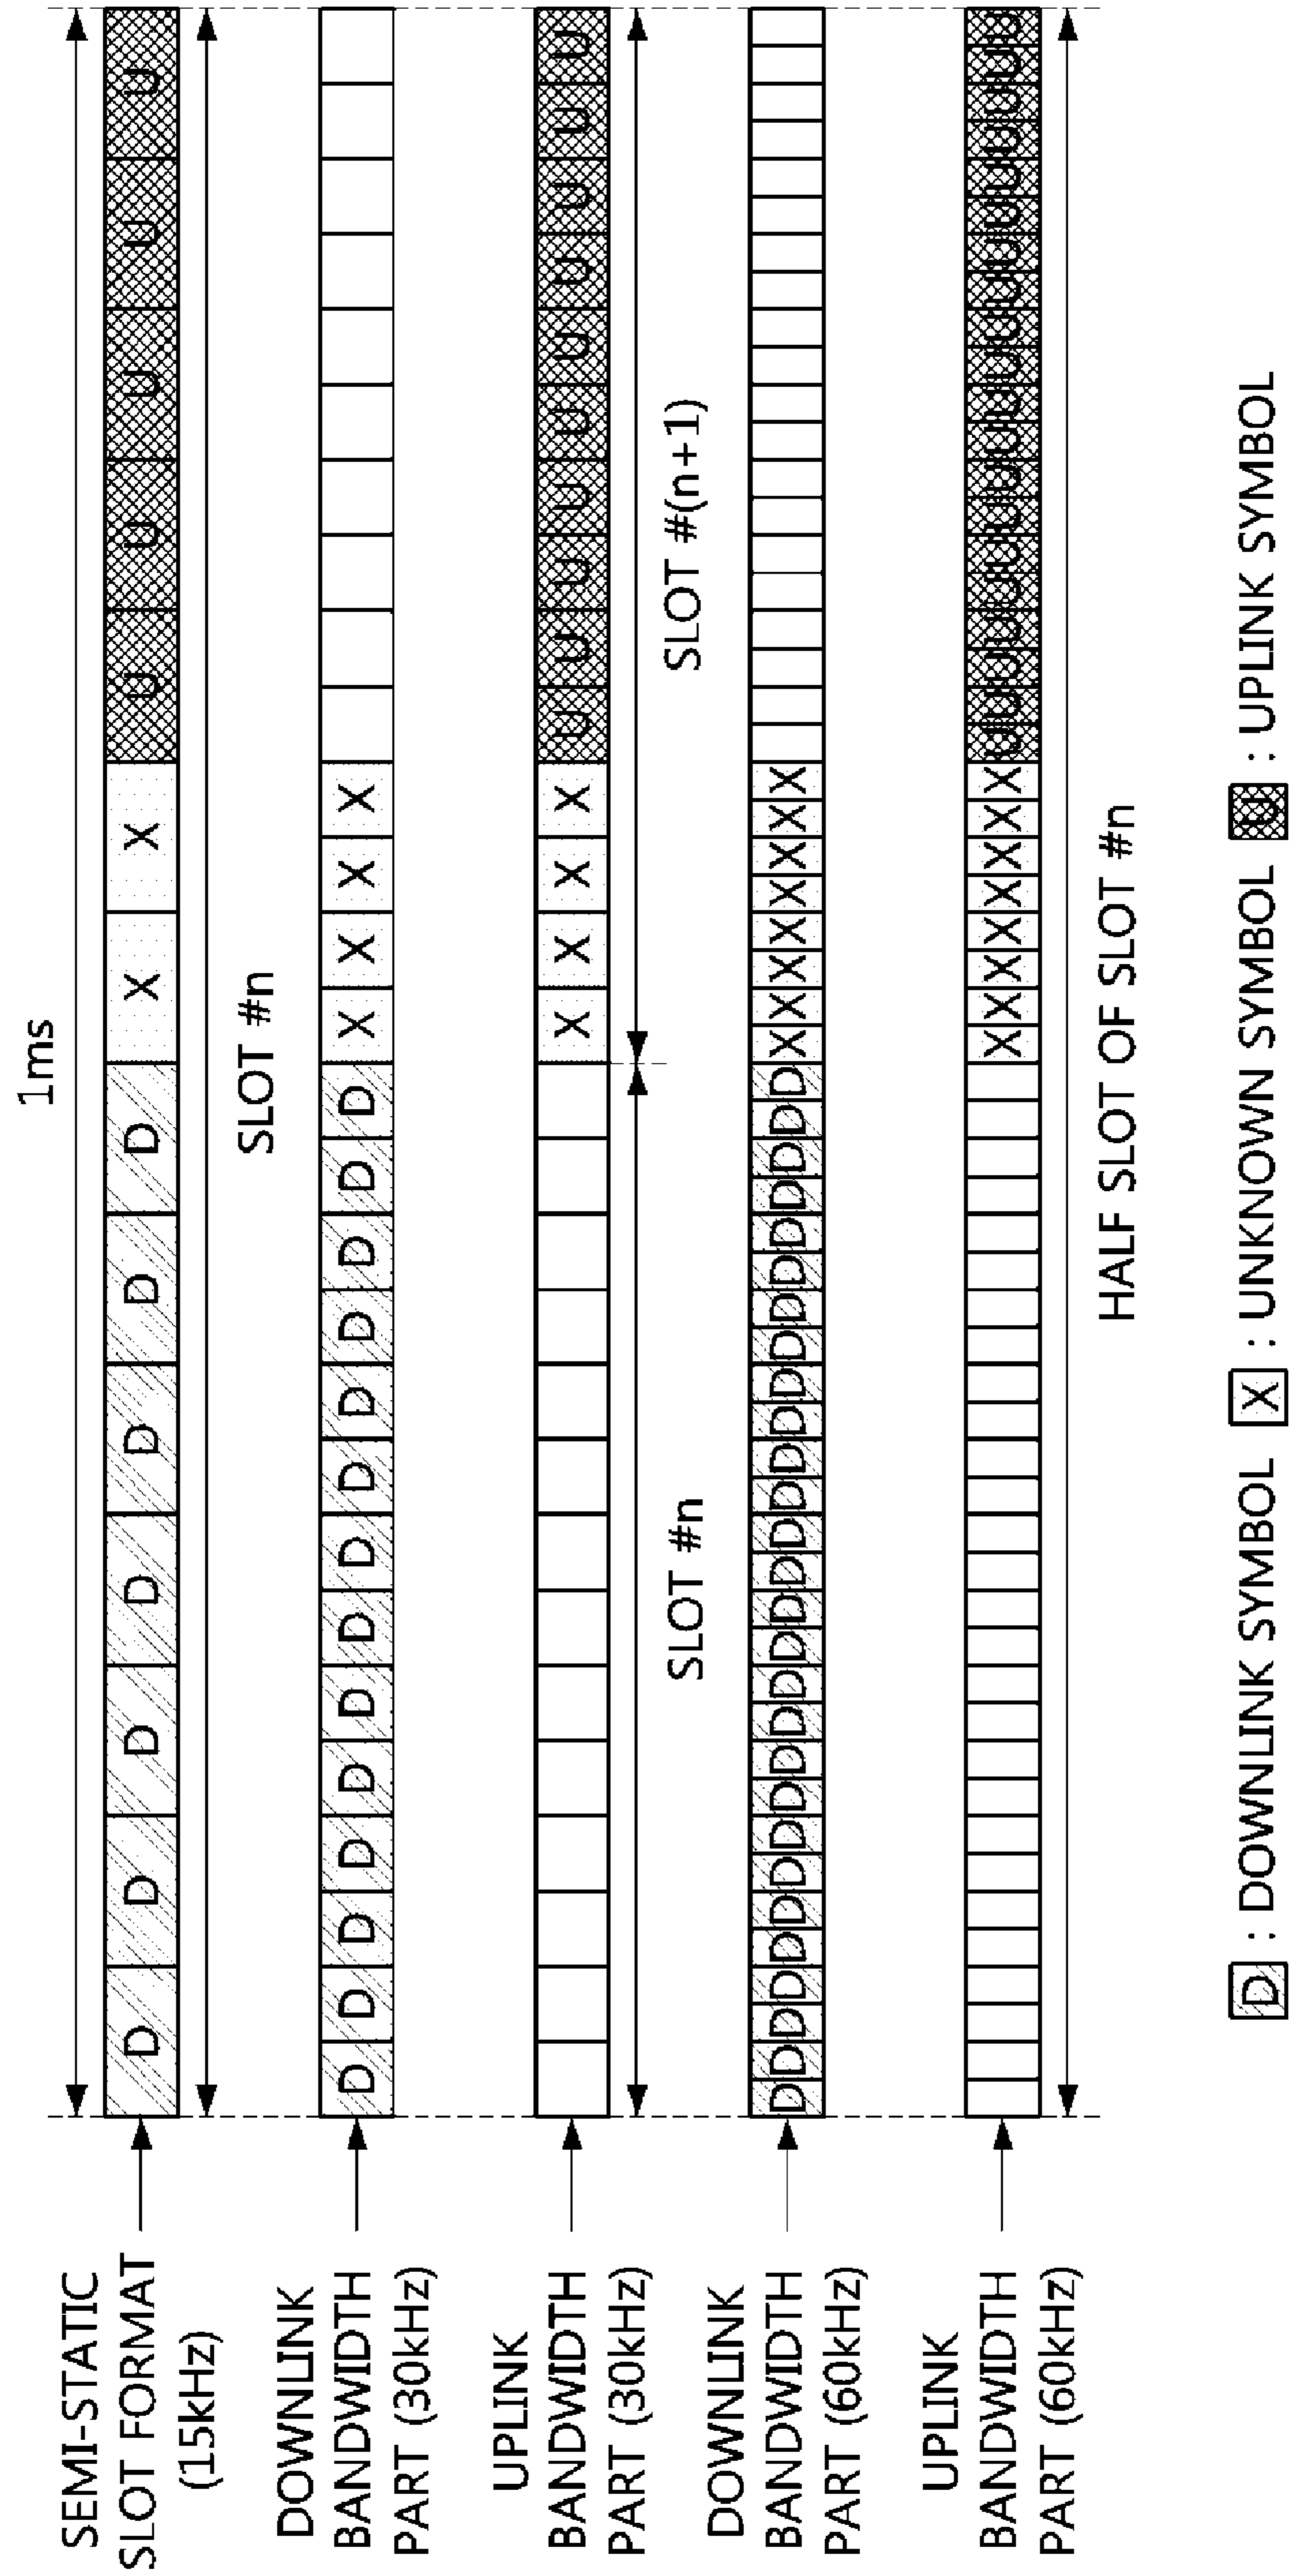 1ms
SEMI-STATIC
SLOT FORMAT
(15kHz)
D D D D D D D X X U U U U U
SLOT #n
DOWNLINK
BANDWIDTH
PART (30kHz)
D D D D D D D D D D D D D D X X X X
UPLINK
BANDWIDTH
PART (30kHz)
X X X X U U U U U U U U U U
SLOT #n
SLOT #(n+1)
DOWNLINK
BANDWIDTH
PART (60kHz)
D D D D D D D D D D D D D D D D D D D D D D D D D D D D X X X X X X X X
UPLINK
BANDWIDTH
PART (60kHz)
X X X X X X X X U U U U U U U U U U U U U U U U U U U U
HALF SLOT OF SLOT #n
D : DOWNLINK SYMBOL X : UNKNOWN SYMBOL U : UPLINK SYMBOL